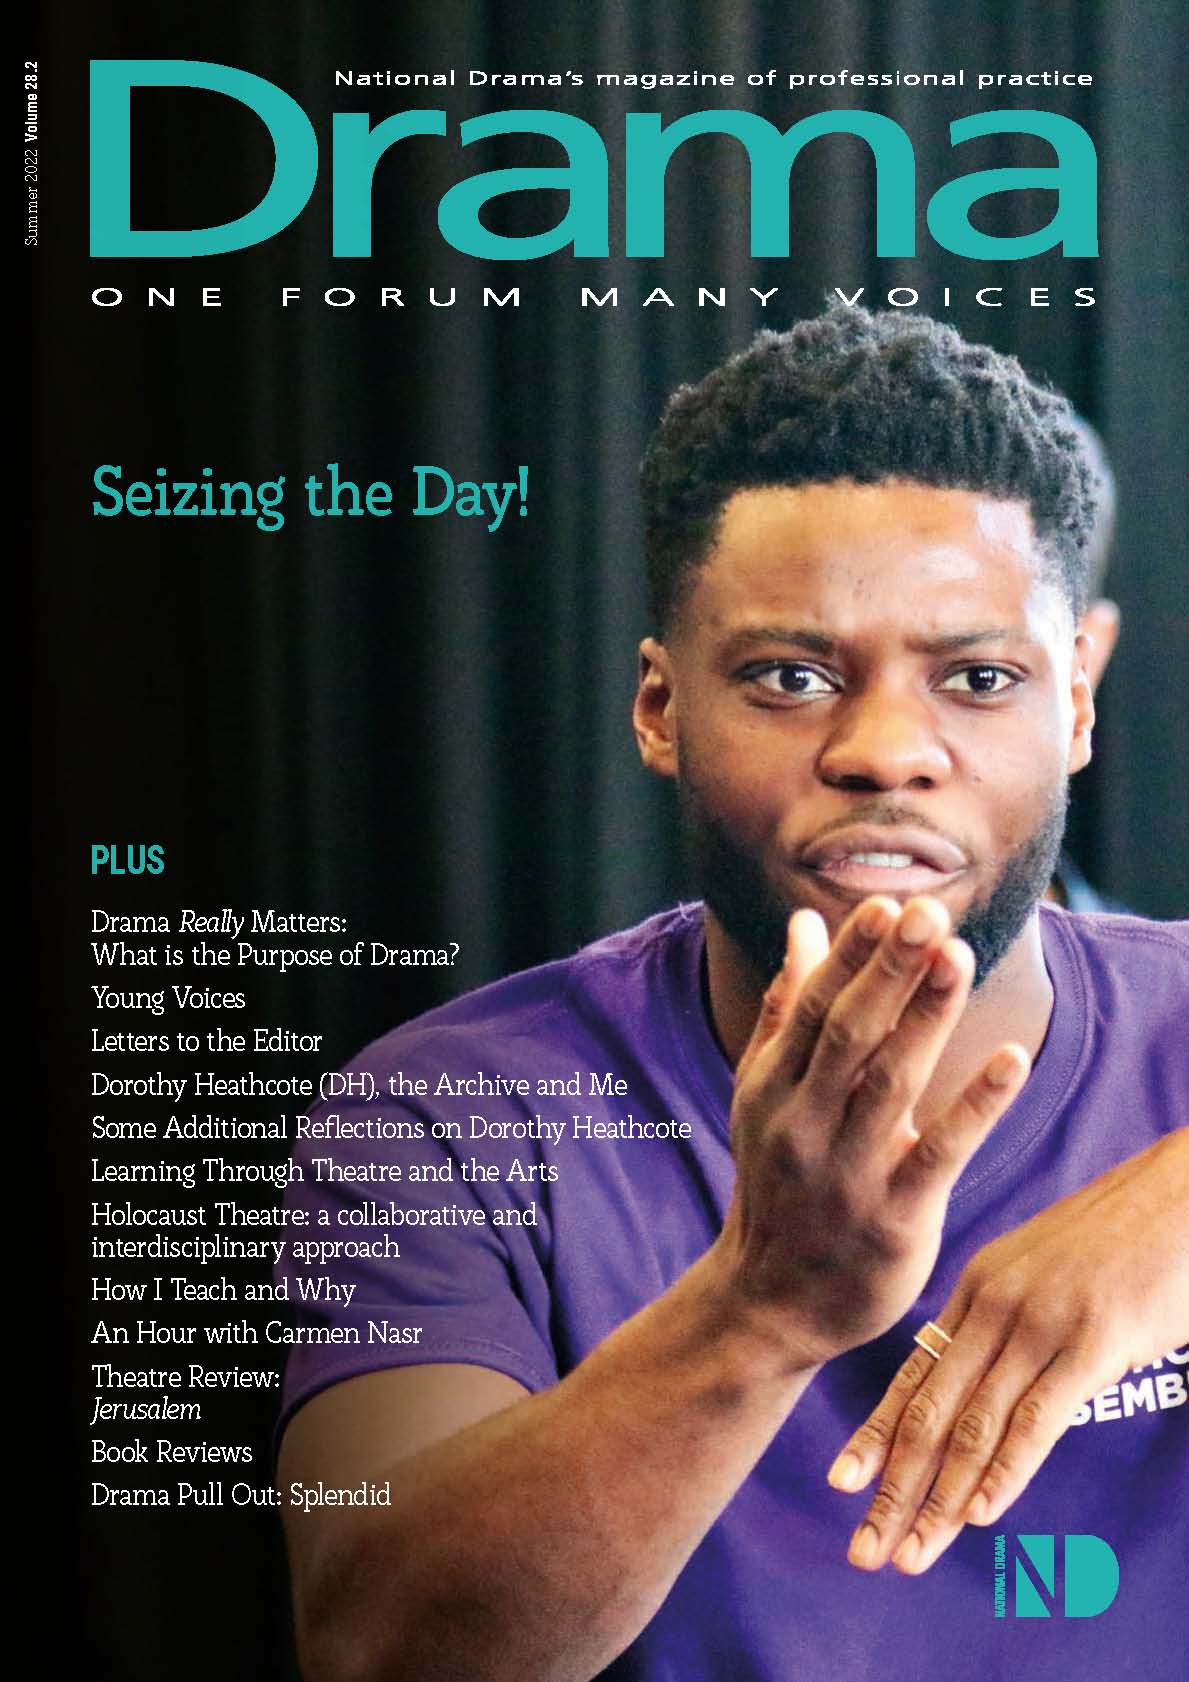 Summer 2022 Volume 28.2
National Drama's magazine of professional practice
Drama
ONE FORUM MANY VOICES
Seizing the Day!
PLUS
Drama Really Matters:
What is the Purpose of Drama?
Young Voices
Letters to the Editor
Dorothy Heathcote (DH), the Archive and Me
Some Additional Reflections on Dorothy Heathcote
Learning Through Theatre and the Arts
Holocaust Theatre: a collaborative and
interdisciplinary approach
How I Teach and Why
An Hour with Carmen Nasr
Theatre Review:
Jerusalem
Book Reviews
Drama Pull Out: Splendid
NATIONAL DRAMA
ND